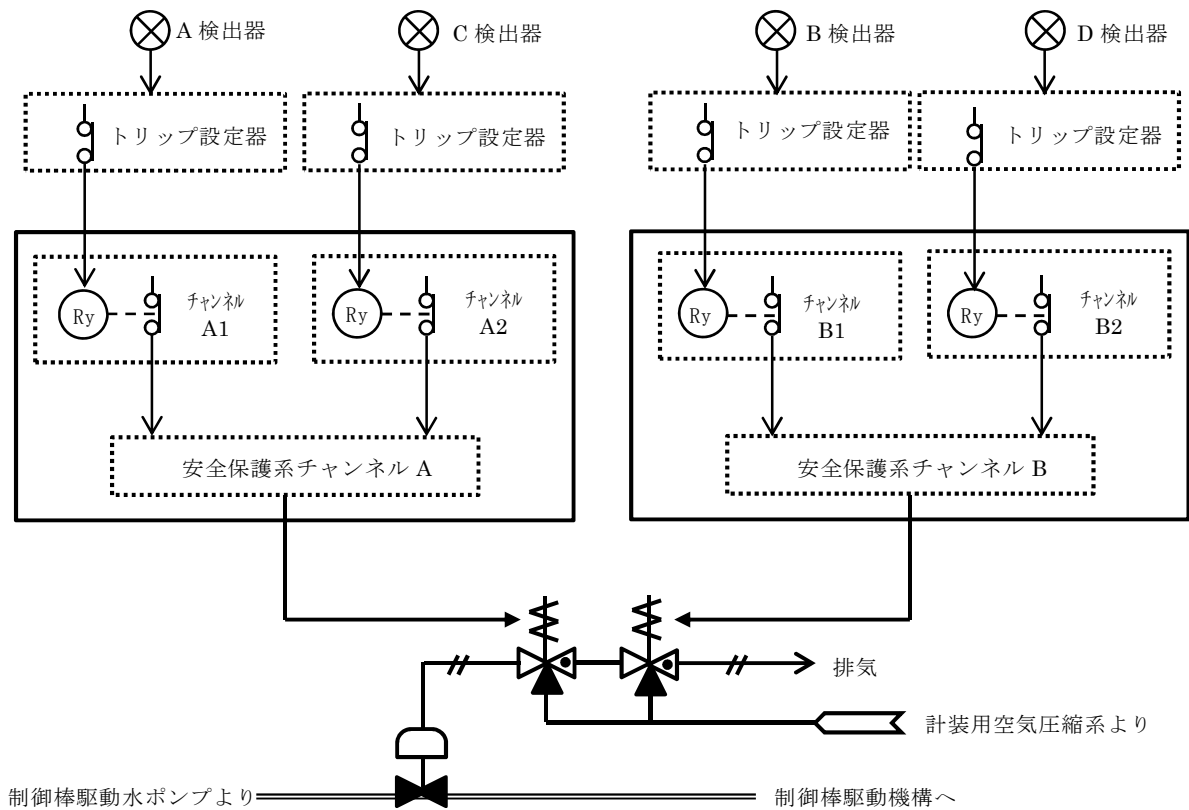 A 検出器
C 検出器
B 検出器
D 検出器
トリップ設定器
トリップ設定器
トリップ設定器
トリップ設定器
Ry
チャンネル
A1
Ry
チャンネル
A2
Ry
チャンネル
B1
Ry
チャンネル
B2
安全保護系チャンネル A
安全保護系チャンネル B
排気
計装用空気圧縮系より
制御棒駆動水ポンプより
制御棒駆動機構へ